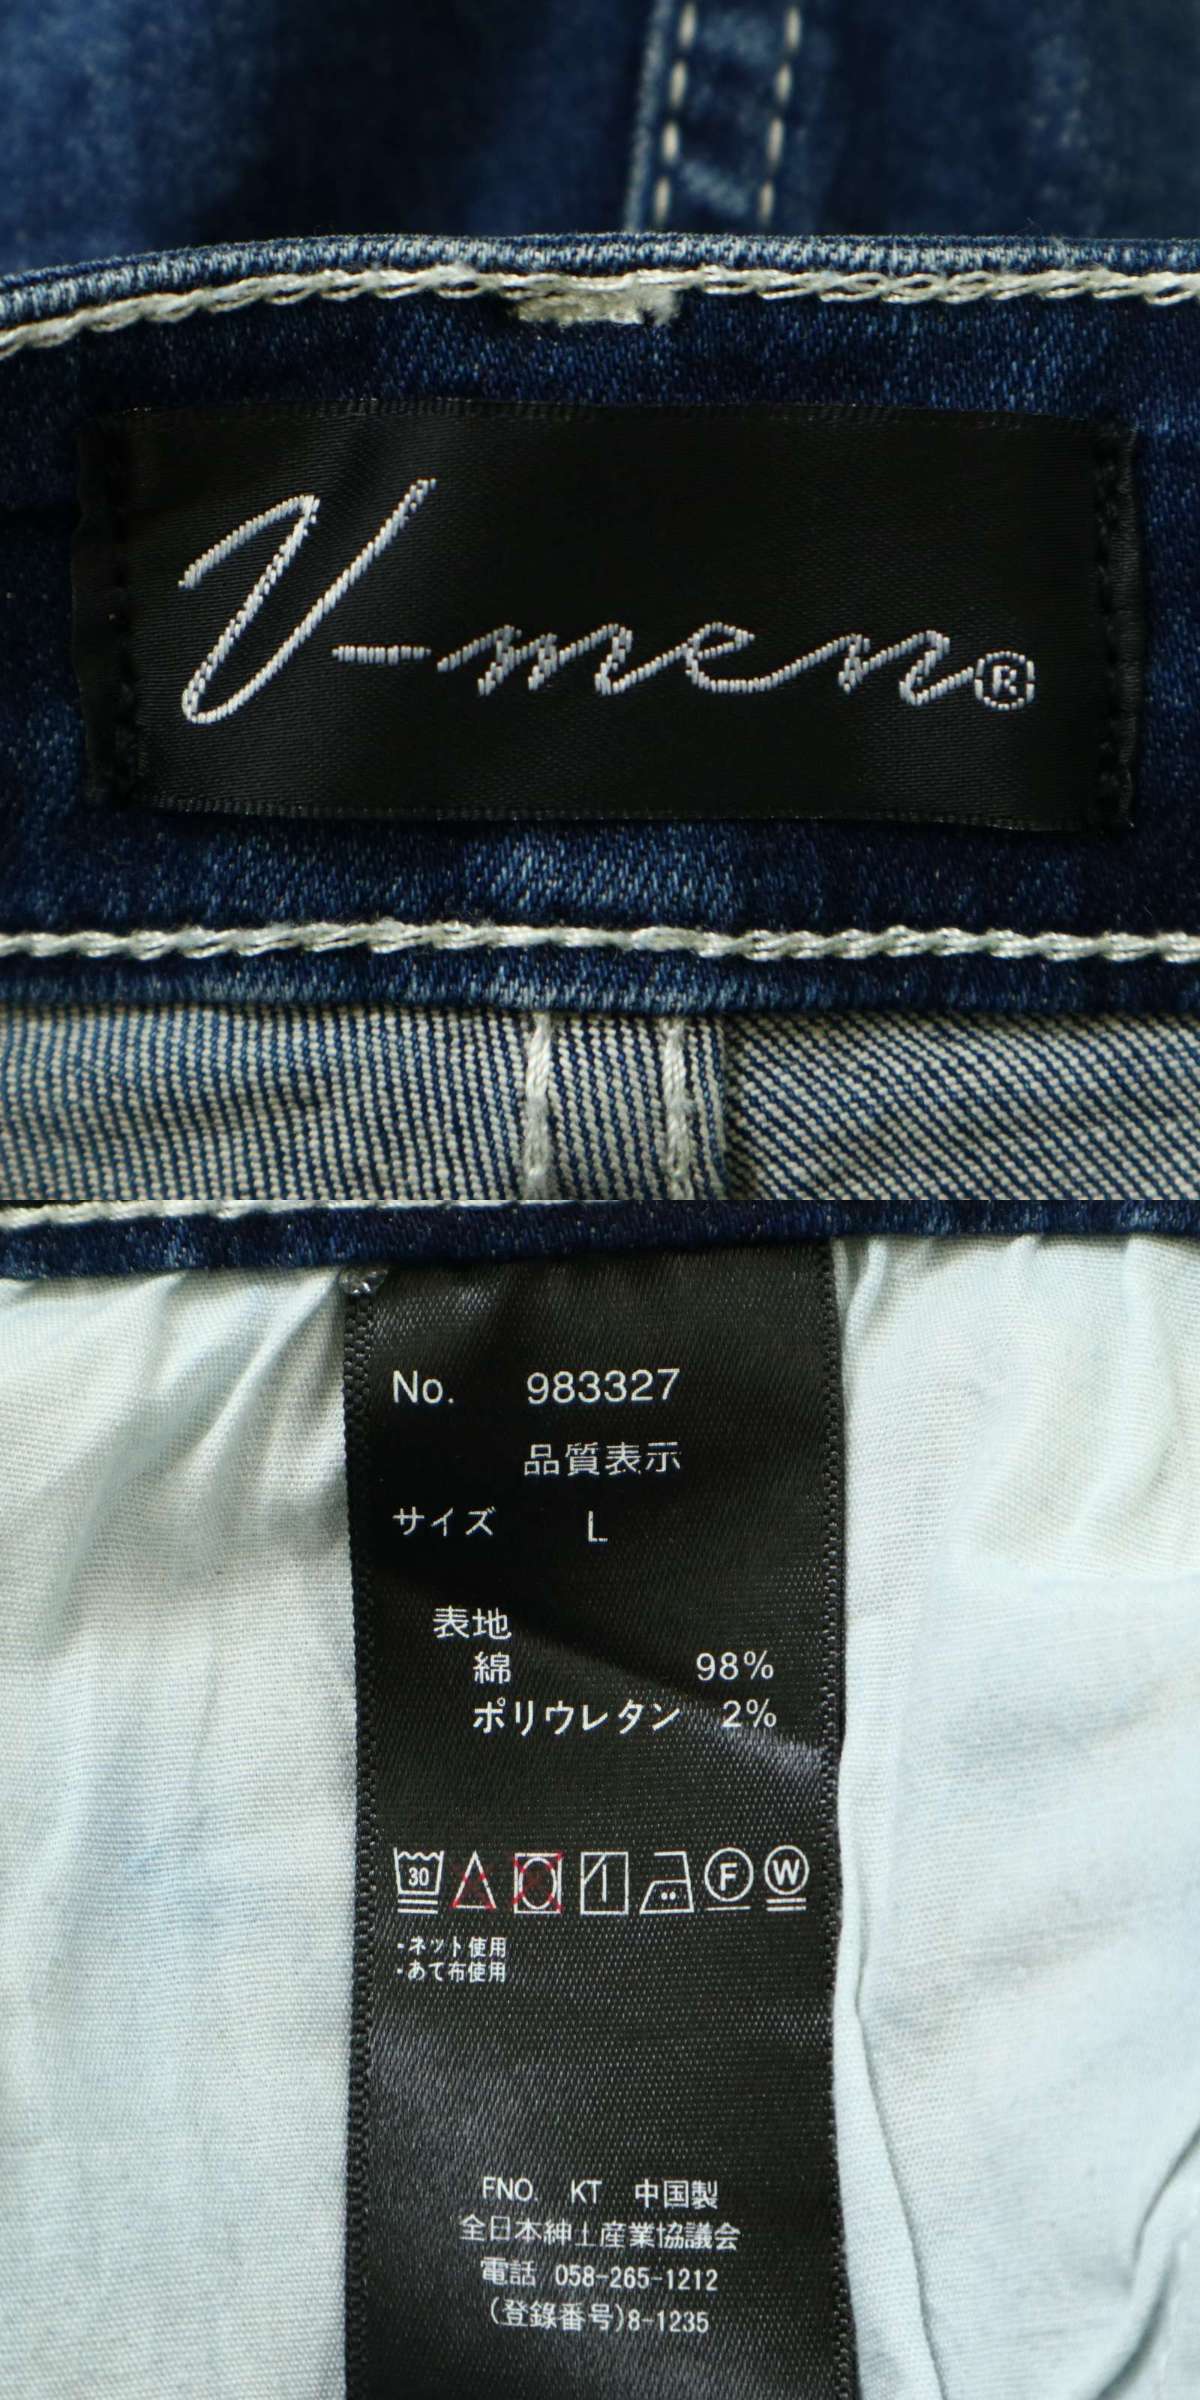 V-men®
No. 983327
品質表示
サイズ L
表地
綿 98%
ポリウレタン 2%
30 F W
・ネット使用
・あて布使用
FNO. KT 中国製
全日本紳士産業協議会
電話 058-265-1212
(登録番号)8-1235